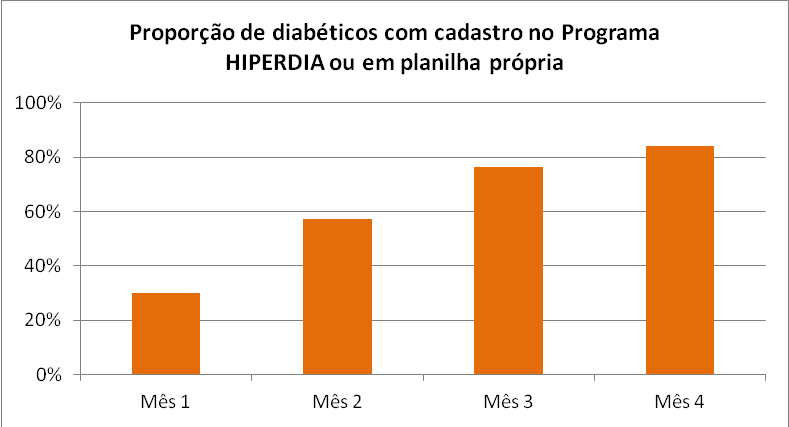 Proporção de diabéticos com cadastro no Programa
HIPERDIA ou em planilha própria
100%
80%
60%
40%
20%
0%
Mês 1
Mês 2
Mês 3
Mês 4